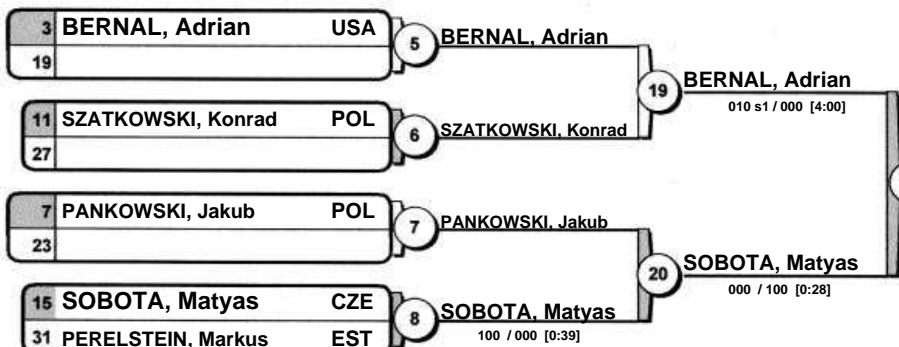 3 BERNAL, Adrian USA
19
5 BERNAL, Adrian
11 SZATKOWSKI, Konrad POL
27
6 SZATKOWSKI, Konrad
19 BERNAL, Adrian
010 s1 / 000 [4:00]
7 PANKOWSKI, Jakub POL
23
7 PANKOWSKI, Jakub
15 SOBOTA, Matyas CZE
31 PERELSTEIN, Markus EST
8 SOBOTA, Matyas
100 / 000 [0:39]
20 SOBOTA, Matyas
000 / 100 [0:28]